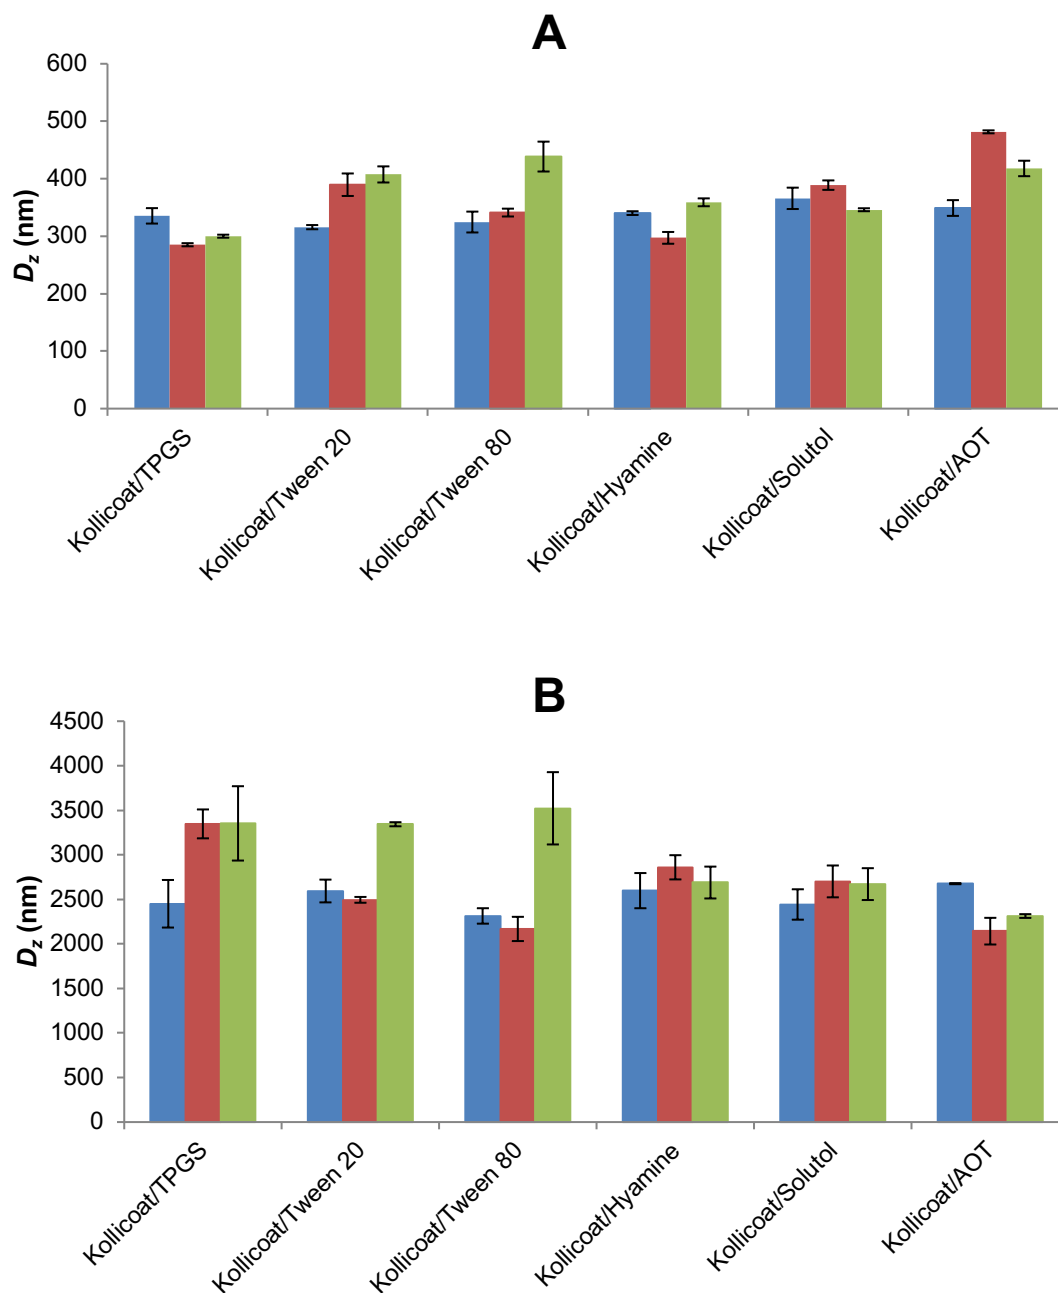 A
600
500
400
300
200
100
0
Dz (nm)
Kollicoat/TPGS
Kollicoat/Tween 20
Kollicoat/Tween 80
Kollicoat/Hyamine
Kollicoat/Solutol
Kollicoat/AOT
B
4500
4000
3500
3000
2500
2000
1500
1000
500
0
Dz (nm)
Kollicoat/TPGS
Kollicoat/Tween 20
Kollicoat/Tween 80
Kollicoat/Hyamine
Kollicoat/Solutol
Kollicoat/AOT